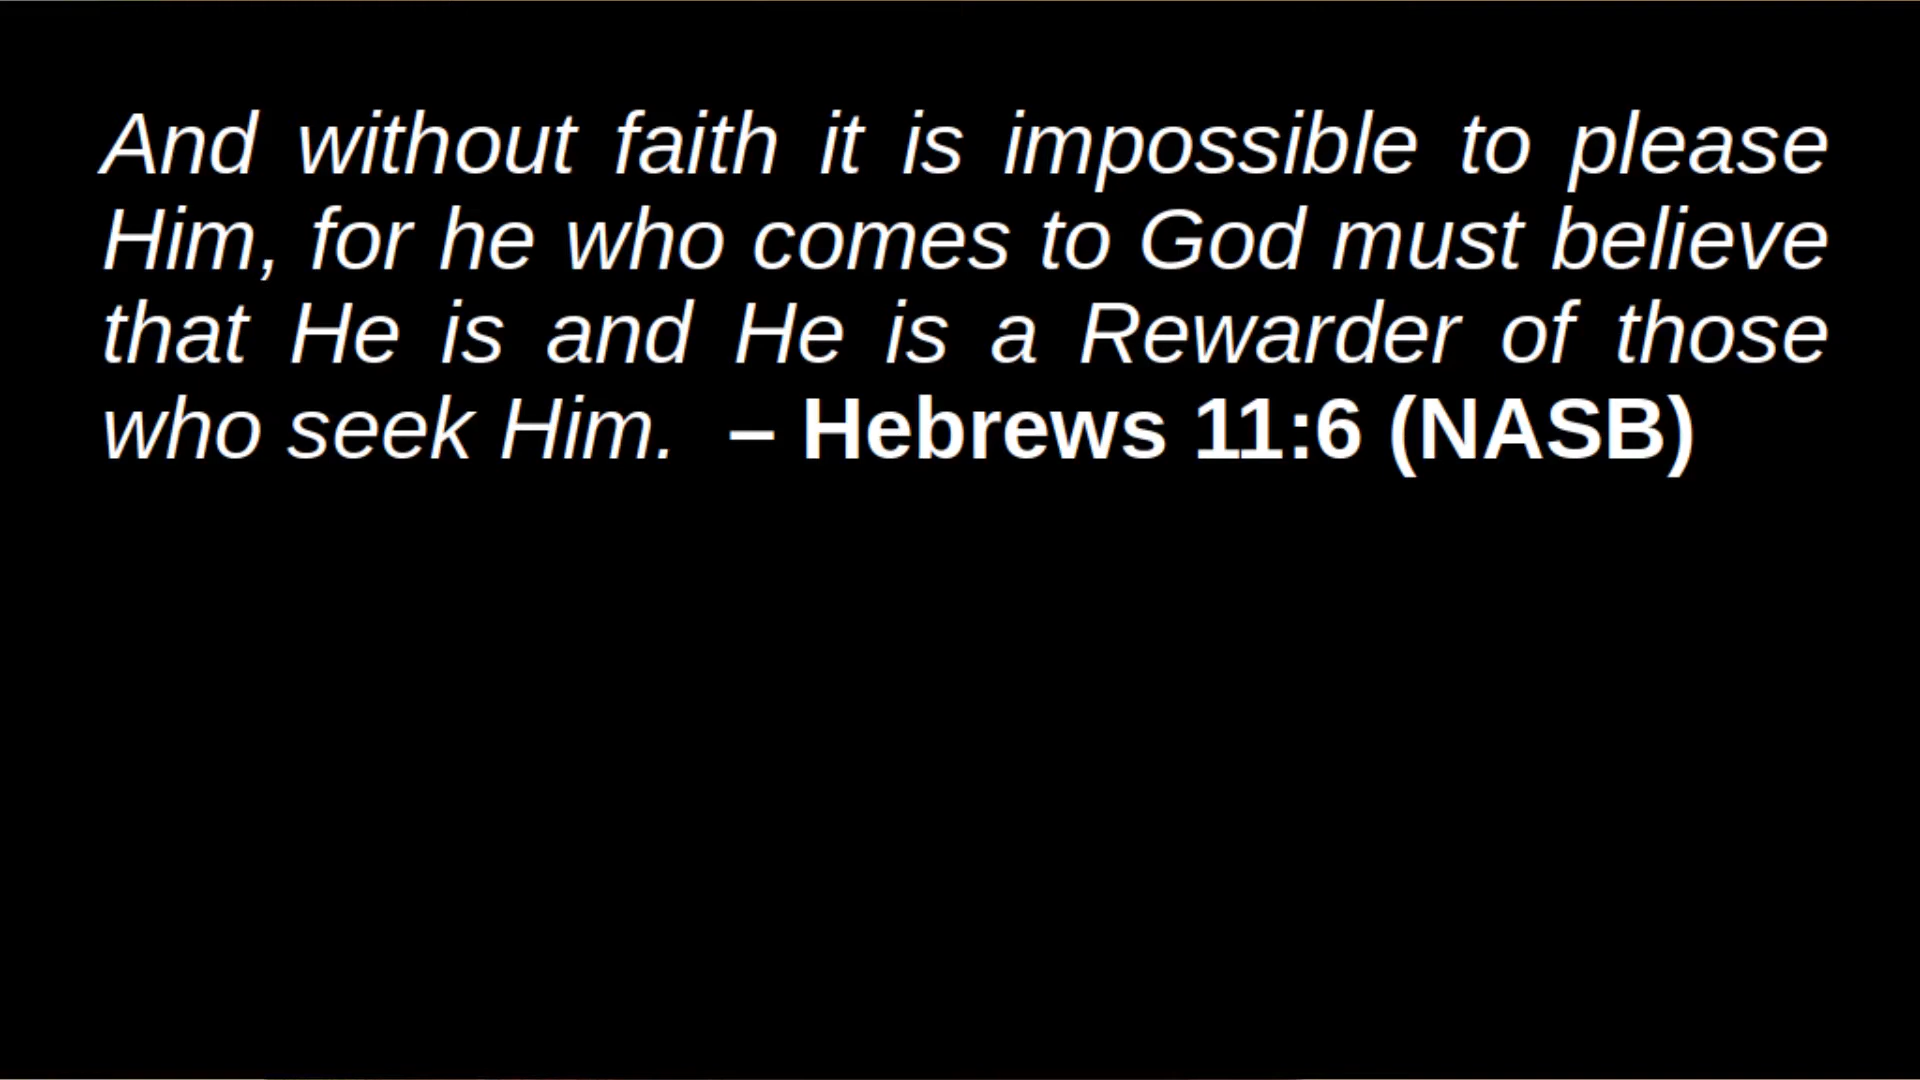 And without faith it is impossible to please
Him, for he who comes to God must believe
that He is and He is a Rewarder of those
who seek Him.  – Hebrews 11:6 (NASB)